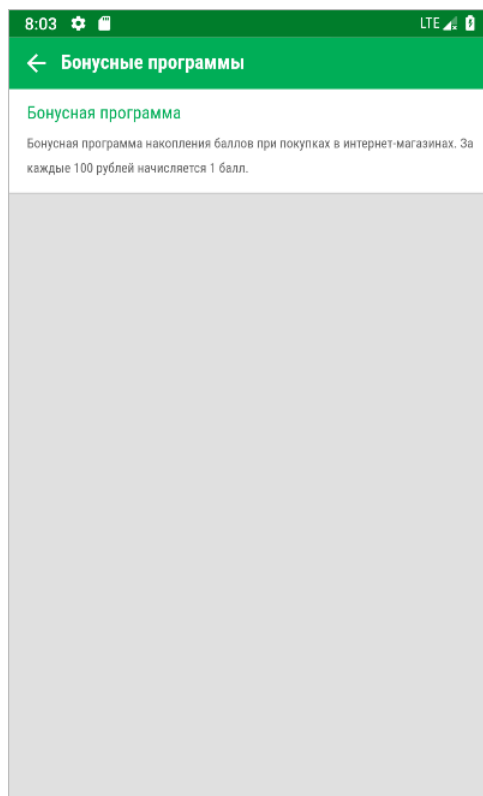 8:03 LTE
Бонусные программы
Бонусная программа
Бонусная программа накопления баллов при покупках в интернет-магазинах. За
каждые 100 рублей начисляется 1 балл.